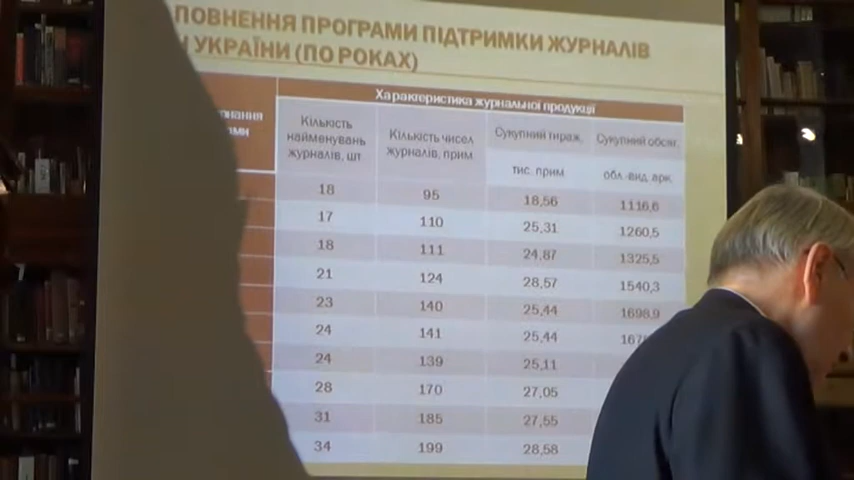 ПОВНЕННЯ ПРОГРАМИ ПІДТРИМКИ ЖУРНАЛІВ
УКРАЇНИ (ПО РОКАХ)
Характеристика журнальної продукції
Кількість найменувань журналів, шт
Кількість чисел журналів, прим
Сукупний тираж,
Сукупний обсяг,
тис. прим
обл.-вид. арк.
18 95 18,56 1116,6
17 110 25,31 1260,5
18 111 24,87 1325,5
21 124 28,57 1540,3
23 140 25,44 1698,9
24 141 25,44
24 139 25,11
28 170 27,05
31 185 27,55
34 199 28,58